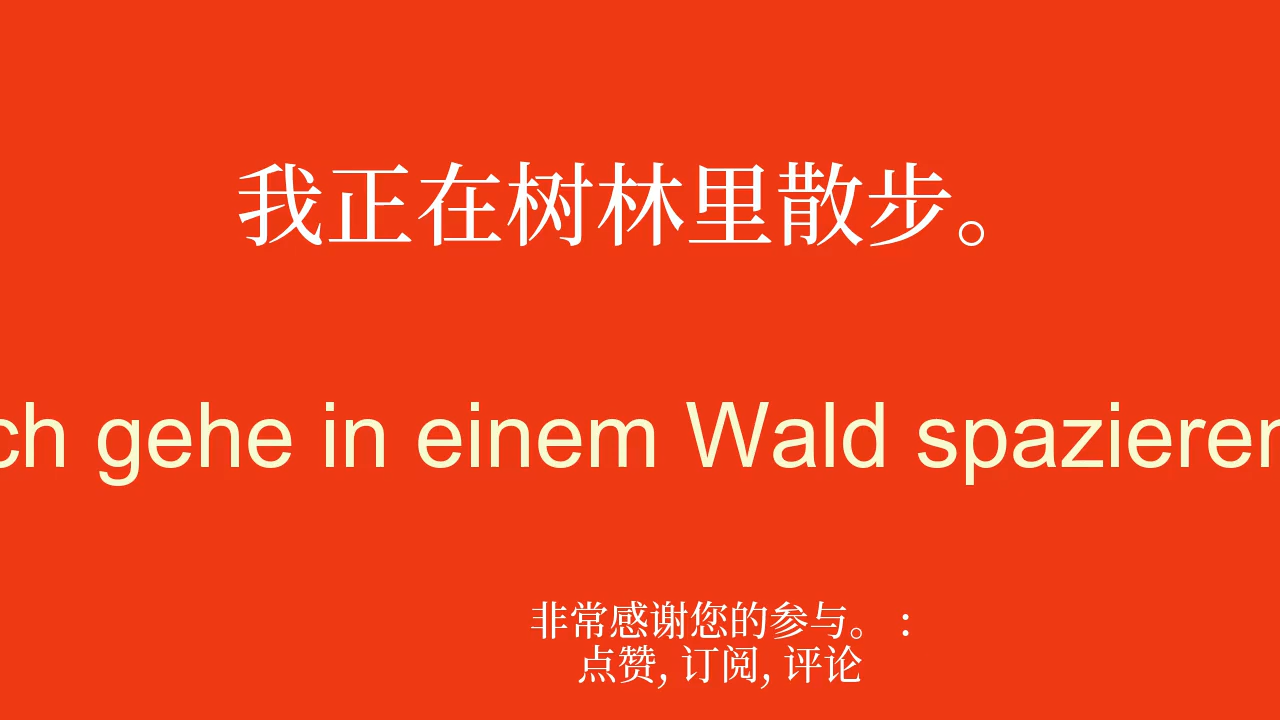 我正在树林里散步。
ch gehe in einem Wald spazieren
非常感谢您的参与。 :
点赞, 订阅, 评论